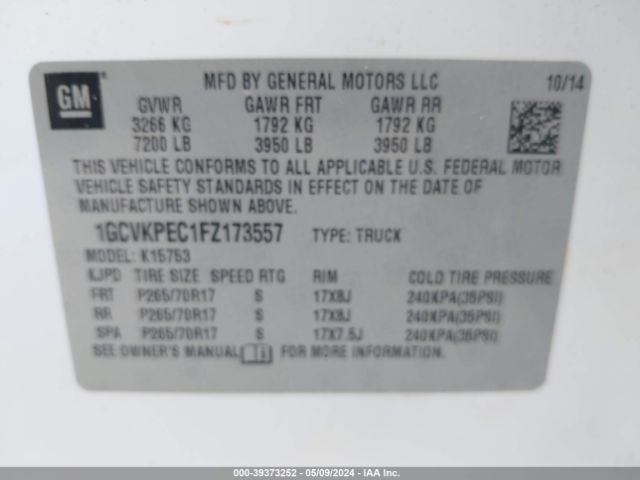 GM
MFD BY GENERAL MOTORS LLC 10/14
GVWR GAWR FRT GAWR RR
3266 KG 1792 KG 1792 KG
7200 LB 3950 LB 3950 LB
THIS VEHICLE CONFORMS TO ALL APPLICABLE U.S. FEDERAL MOTOR
VEHICLE SAFETY STANDARDS IN EFFECT ON THE DATE OF
MANUFACTURE SHOWN ABOVE.
1GCVKPEC1FZ173557 TYPE: TRUCK
MODEL: K15753
KJPD TIRE SIZE SPEED RTG RIM COLD TIRE PRESSURE
FRT P265/70R17 S 17X8J 240KPA(35PSI)
RR P265/70R17 S 17X8J 240KPA(35PSI)
SPA P265/70R17 S 17X7.5J 240KPA(35PSI)
SEE OWNER'S MANUAL FOR MORE INFORMATION.
000-39373252 - 05/09/2024 - IAA Inc.